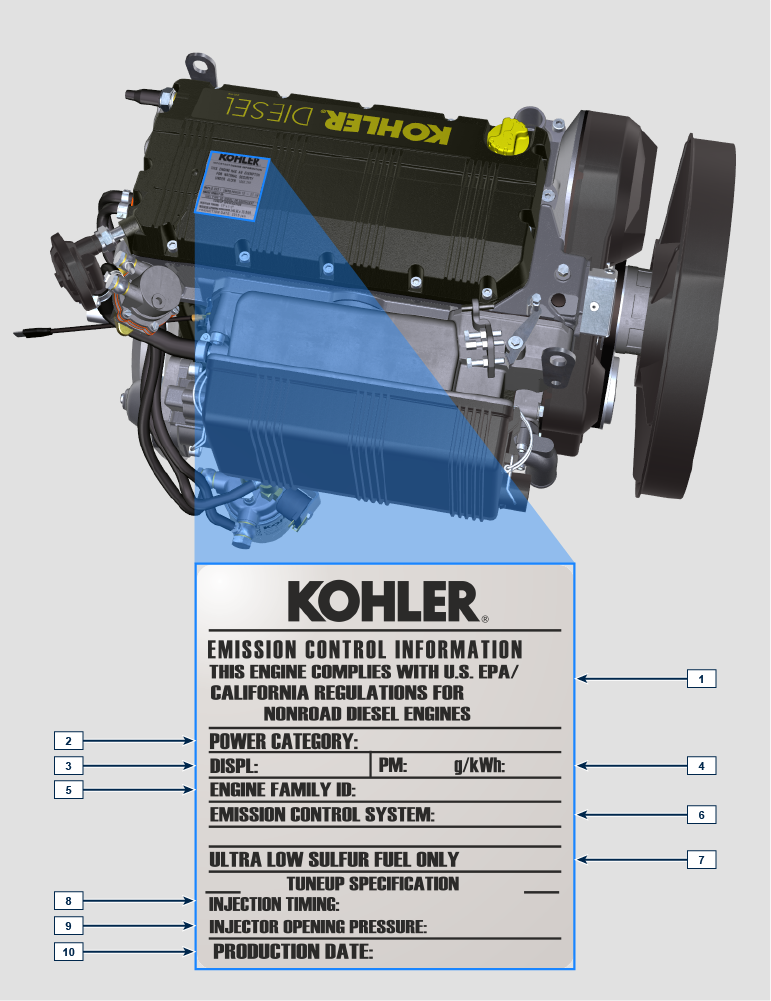 KOHLER® DIESEL
KOHLER
KOHLER®
EMISSION CONTROL INFORMATION
THIS ENGINE COMPLIES WITH U.S. EPA/
CALIFORNIA REGULATIONS FOR
NONROAD DIESEL ENGINES
1
2
POWER CATEGORY:
3
DISPL: PM: g/kWh:
4
5
ENGINE FAMILY ID:
EMISSION CONTROL SYSTEM:
6
ULTRA LOW SULFUR FUEL ONLY
7
TUNEUP SPECIFICATION
8
INJECTION TIMING:
9
INJECTOR OPENING PRESSURE:
10
PRODUCTION DATE: